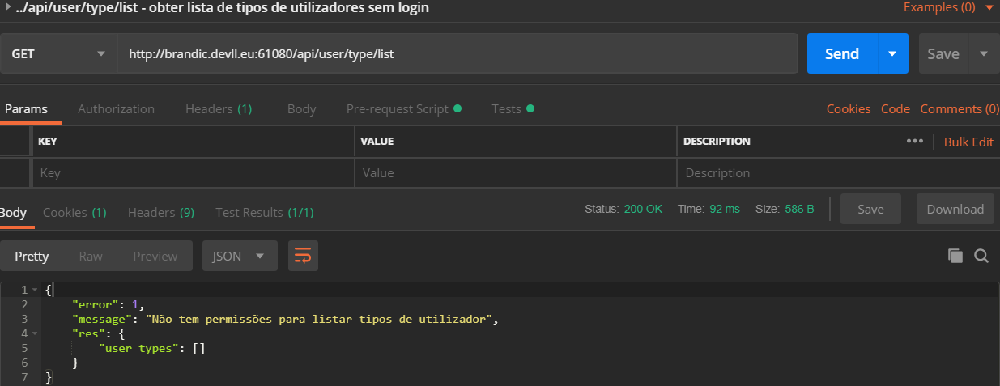 ../api/user/type/list - obter lista de tipos de utilizadores sem login
Examples (0)
GET
http://brandic.devll.eu:61080/api/user/type/list
Send
Save
Params
Authorization
Headers (1)
Body
Pre-request Script
Tests
Cookies
Code
Comments (0)
KEY
VALUE
DESCRIPTION
•••
Bulk Edit
Key
Value
Description
Body
Cookies (1)
Headers (9)
Test Results (1/1)
Status: 200 OK
Time: 92 ms
Size: 586 B
Save
Download
Pretty
Raw
Preview
JSON
1 {
2 "error": 1,
3 "message": "Não tem permissões para listar tipos de utilizador",
4 "res": {
5 "user_types": []
6 }
7 }